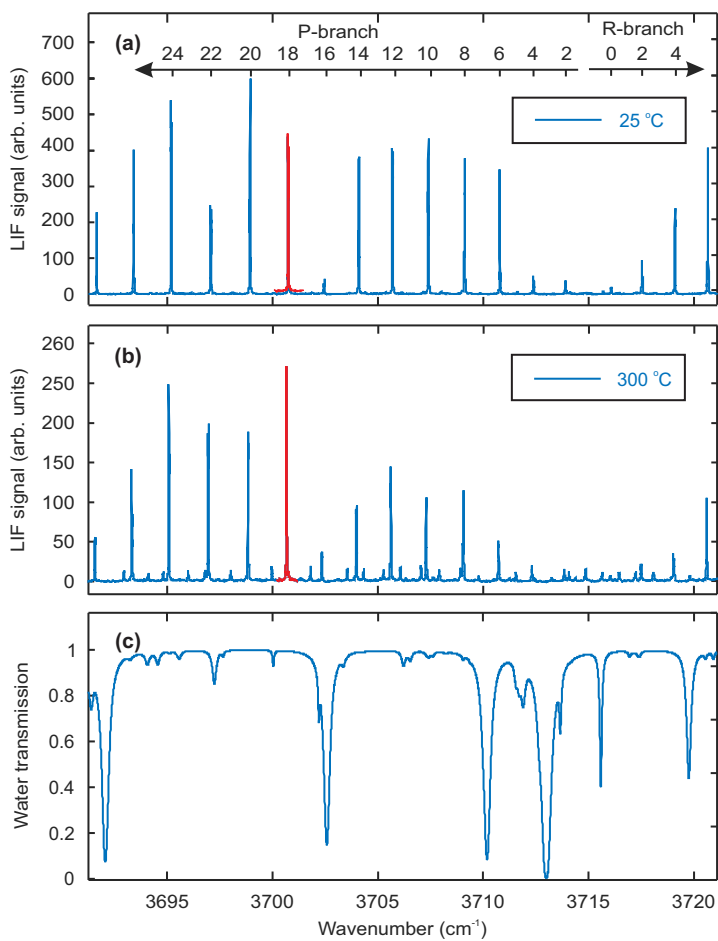 (a)
P-branch
R-branch
24 22 20 18 16 14 12 10 8 6 4 2 0 2 4
700
600
500
400
300
200
100
0
LIF signal (arb. units)
25 °C
(b)
260
250
200
150
100
50
0
LIF signal (arb. units)
300 °C
(c)
1
0.8
0.6
0.4
0.2
0
Water transmission
3695 3700 3705 3710 3715 3720
Wavenumber (cm⁻¹)